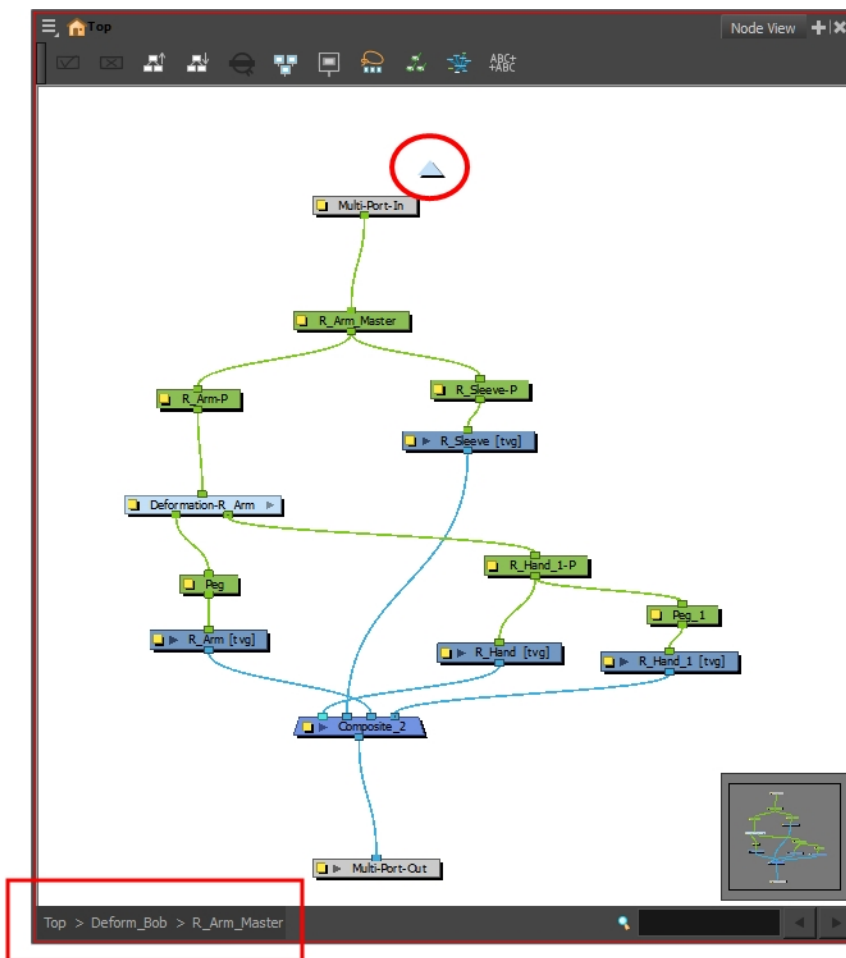 Top
Node View
ABC+
+ABC
Multi-Port-In
R_Arm_Master
R_Arm-P
R_Sleeve-P
R_Sleeve [tvg]
Deformation-R_Arm
R_Hand_1-P
Peg
Peg_1
R_Arm [tvg]
R_Hand [tvg]
R_Hand_1 [tvg]
Composite_2
Multi-Port-Out
Top > Deform_Bob > R_Arm_Master